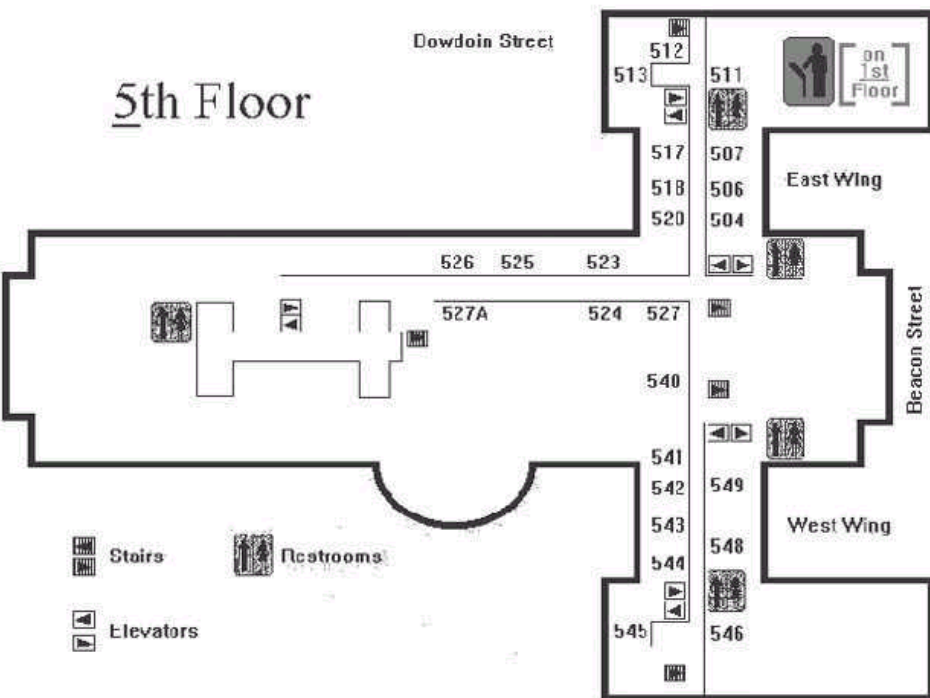 Dowdoin Street
5th Floor
512
513
511
on
1st
Floor
517
507
518
506
East Wing
520
504
526
525
523
527A
524
527
540
Beacon Street
541
542
549
543
West Wing
548
544
Stairs
Restrooms
Elevators
545
546